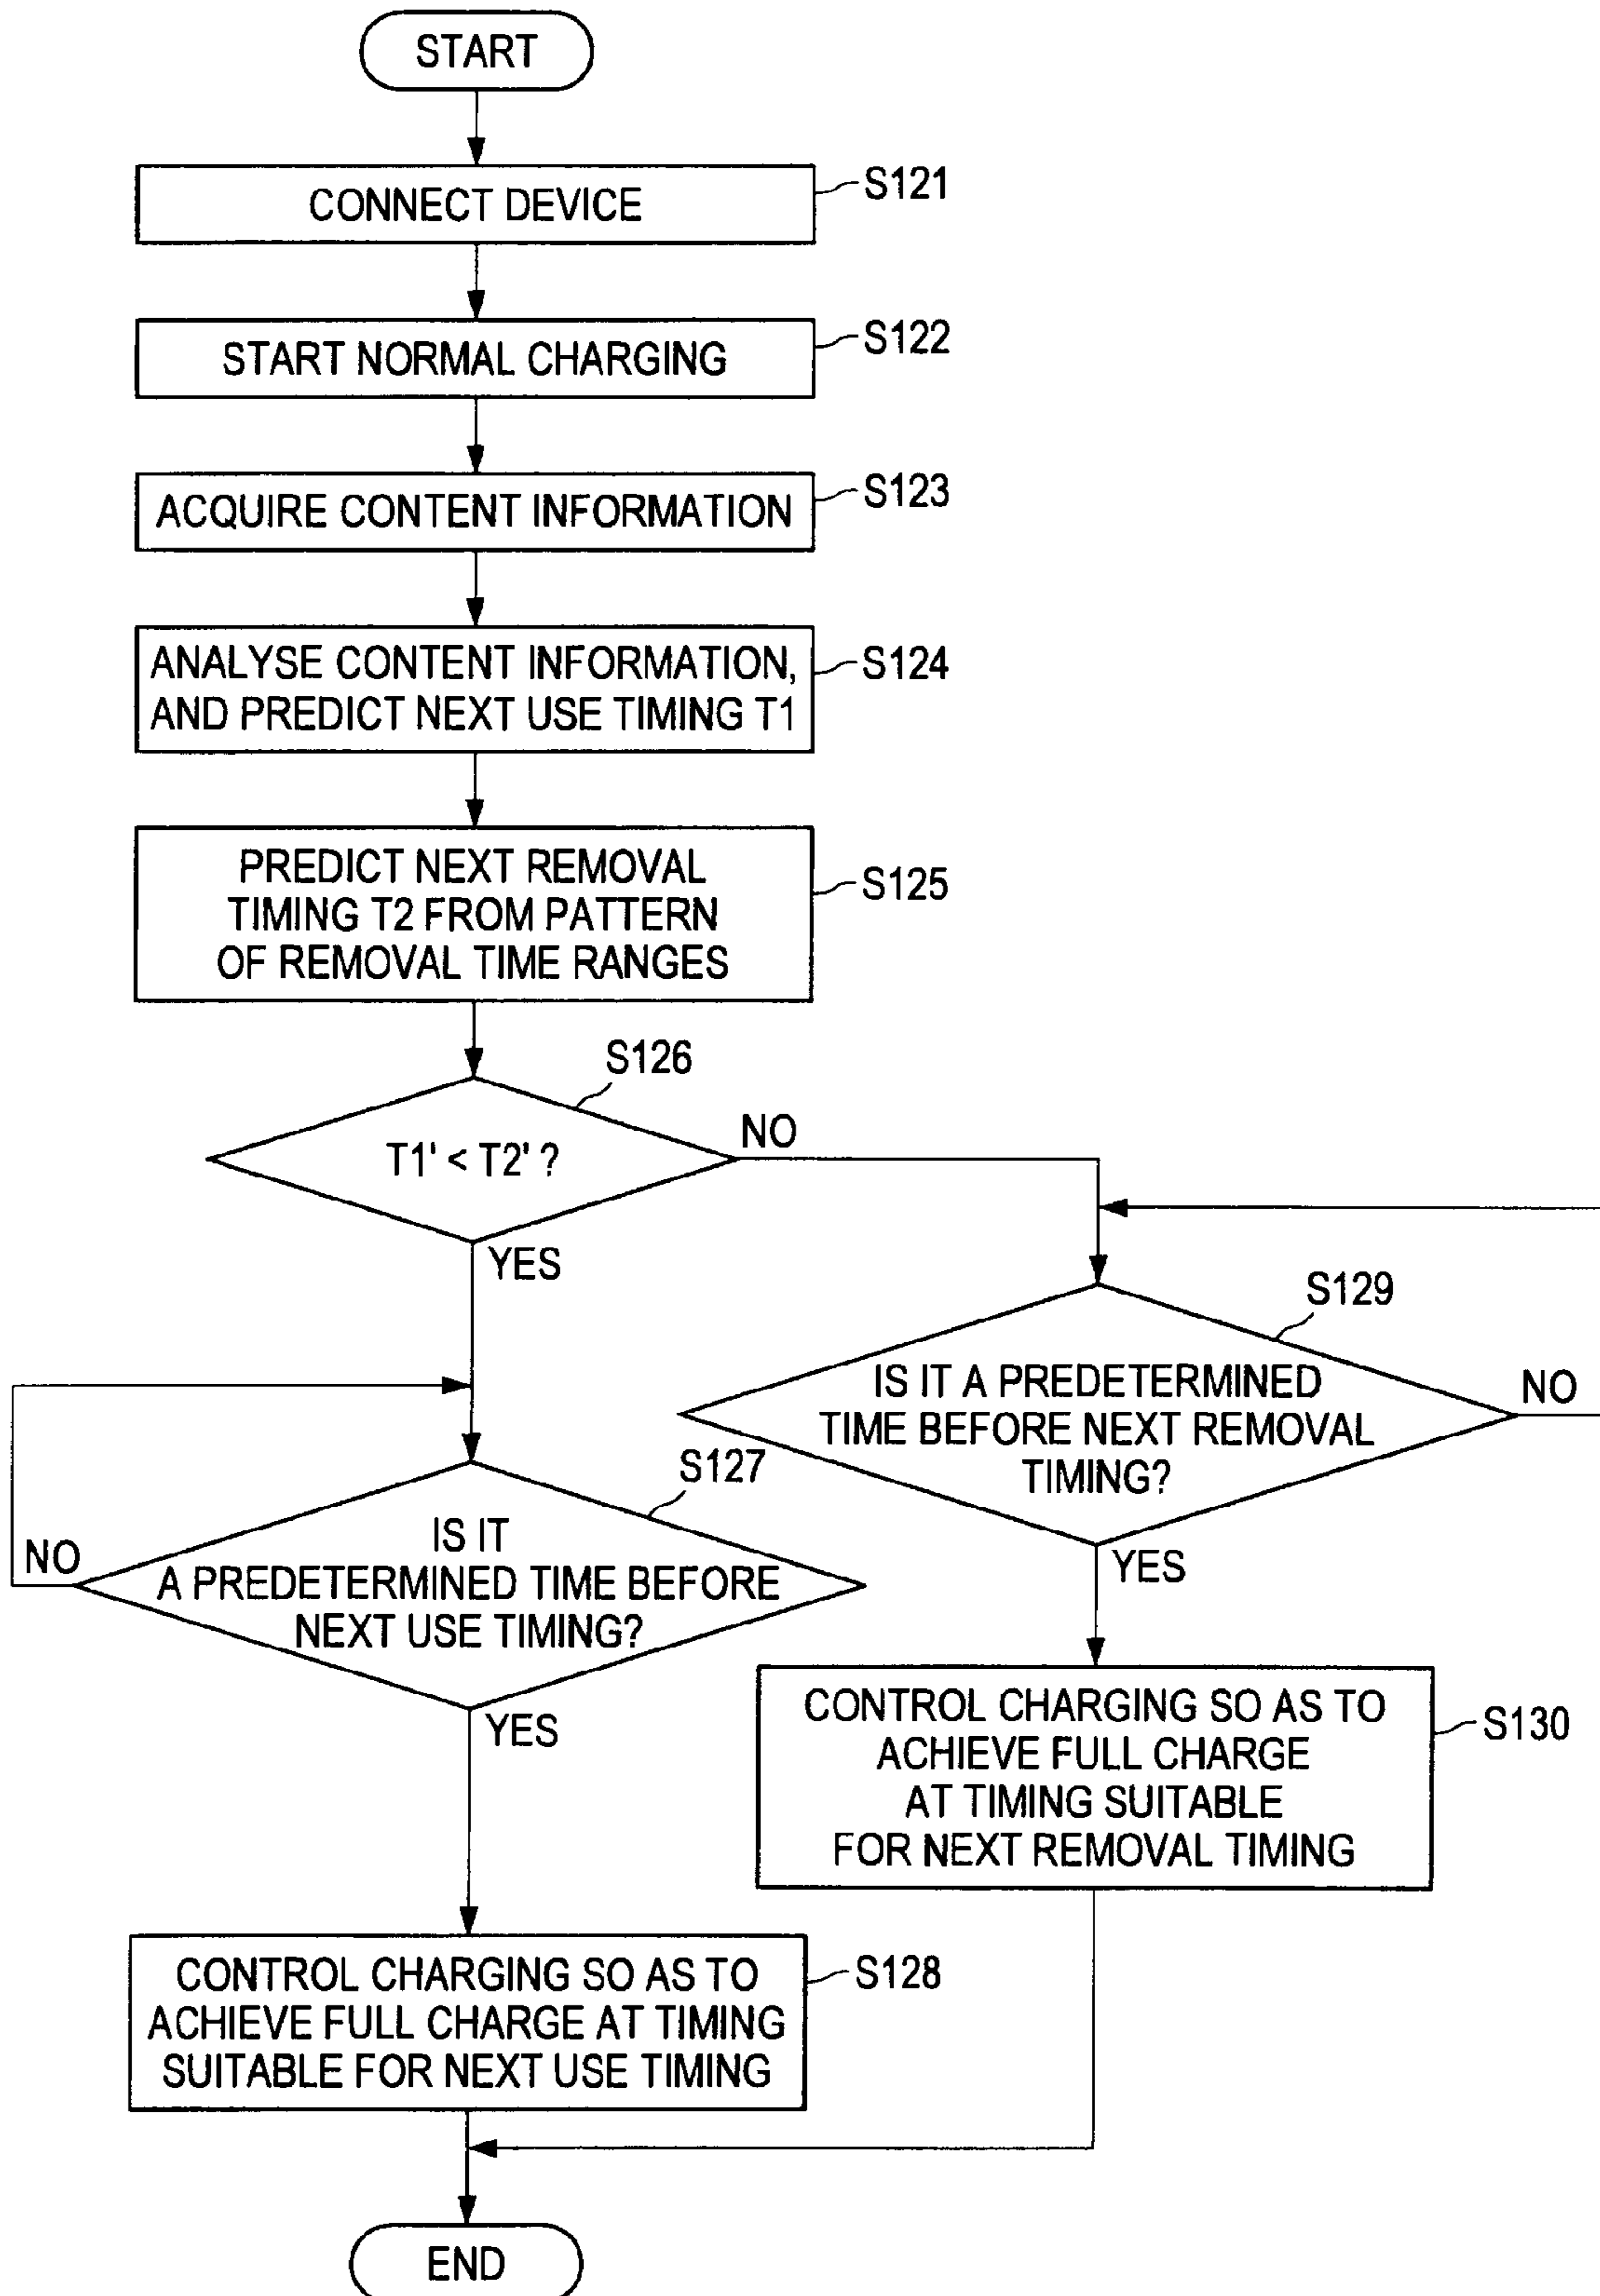 START
CONNECT DEVICE
S121
START NORMAL CHARGING
S122
ACQUIRE CONTENT INFORMATION
S123
ANALYSE CONTENT INFORMATION,
AND PREDICT NEXT USE TIMING T1
S124
PREDICT NEXT REMOVAL
TIMING T2 FROM PATTERN
OF REMOVAL TIME RANGES
S125
S126
T1' < T2' ?
NO
YES
S129
IS IT A PREDETERMINED
TIME BEFORE NEXT REMOVAL
TIMING?
NO
YES
S127
IS IT
A PREDETERMINED TIME BEFORE
NEXT USE TIMING?
NO
YES
CONTROL CHARGING SO AS TO
ACHIEVE FULL CHARGE
AT TIMING SUITABLE
FOR NEXT REMOVAL TIMING
S130
CONTROL CHARGING SO AS TO
ACHIEVE FULL CHARGE AT TIMING
SUITABLE FOR NEXT USE TIMING
S128
END